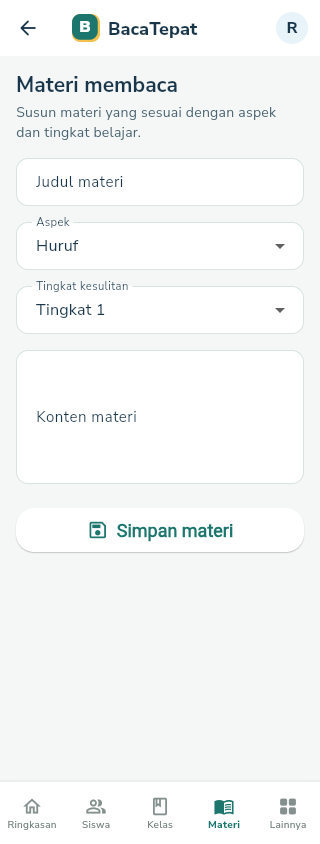 B BacaTepat R
Materi membaca
Susun materi yang sesuai dengan aspek
dan tingkat belajar.
Judul materi
Aspek
Huruf
Tingkat kesulitan
Tingkat 1
Konten materi
Simpan materi
Ringkasan Siswa Kelas Materi Lainnya